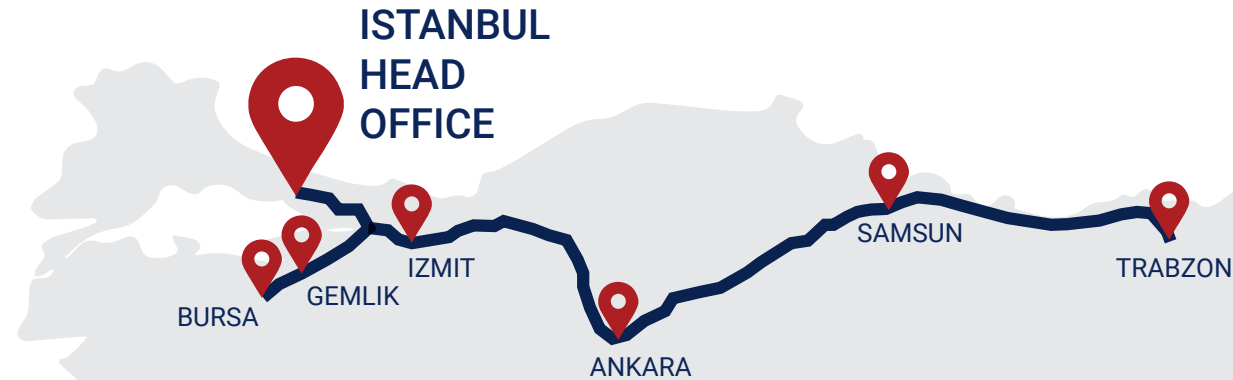 ISTANBUL
HEAD
OFFICE
SAMSUN
IZMIT
TRABZON
GEMLIK
BURSA
ANKARA